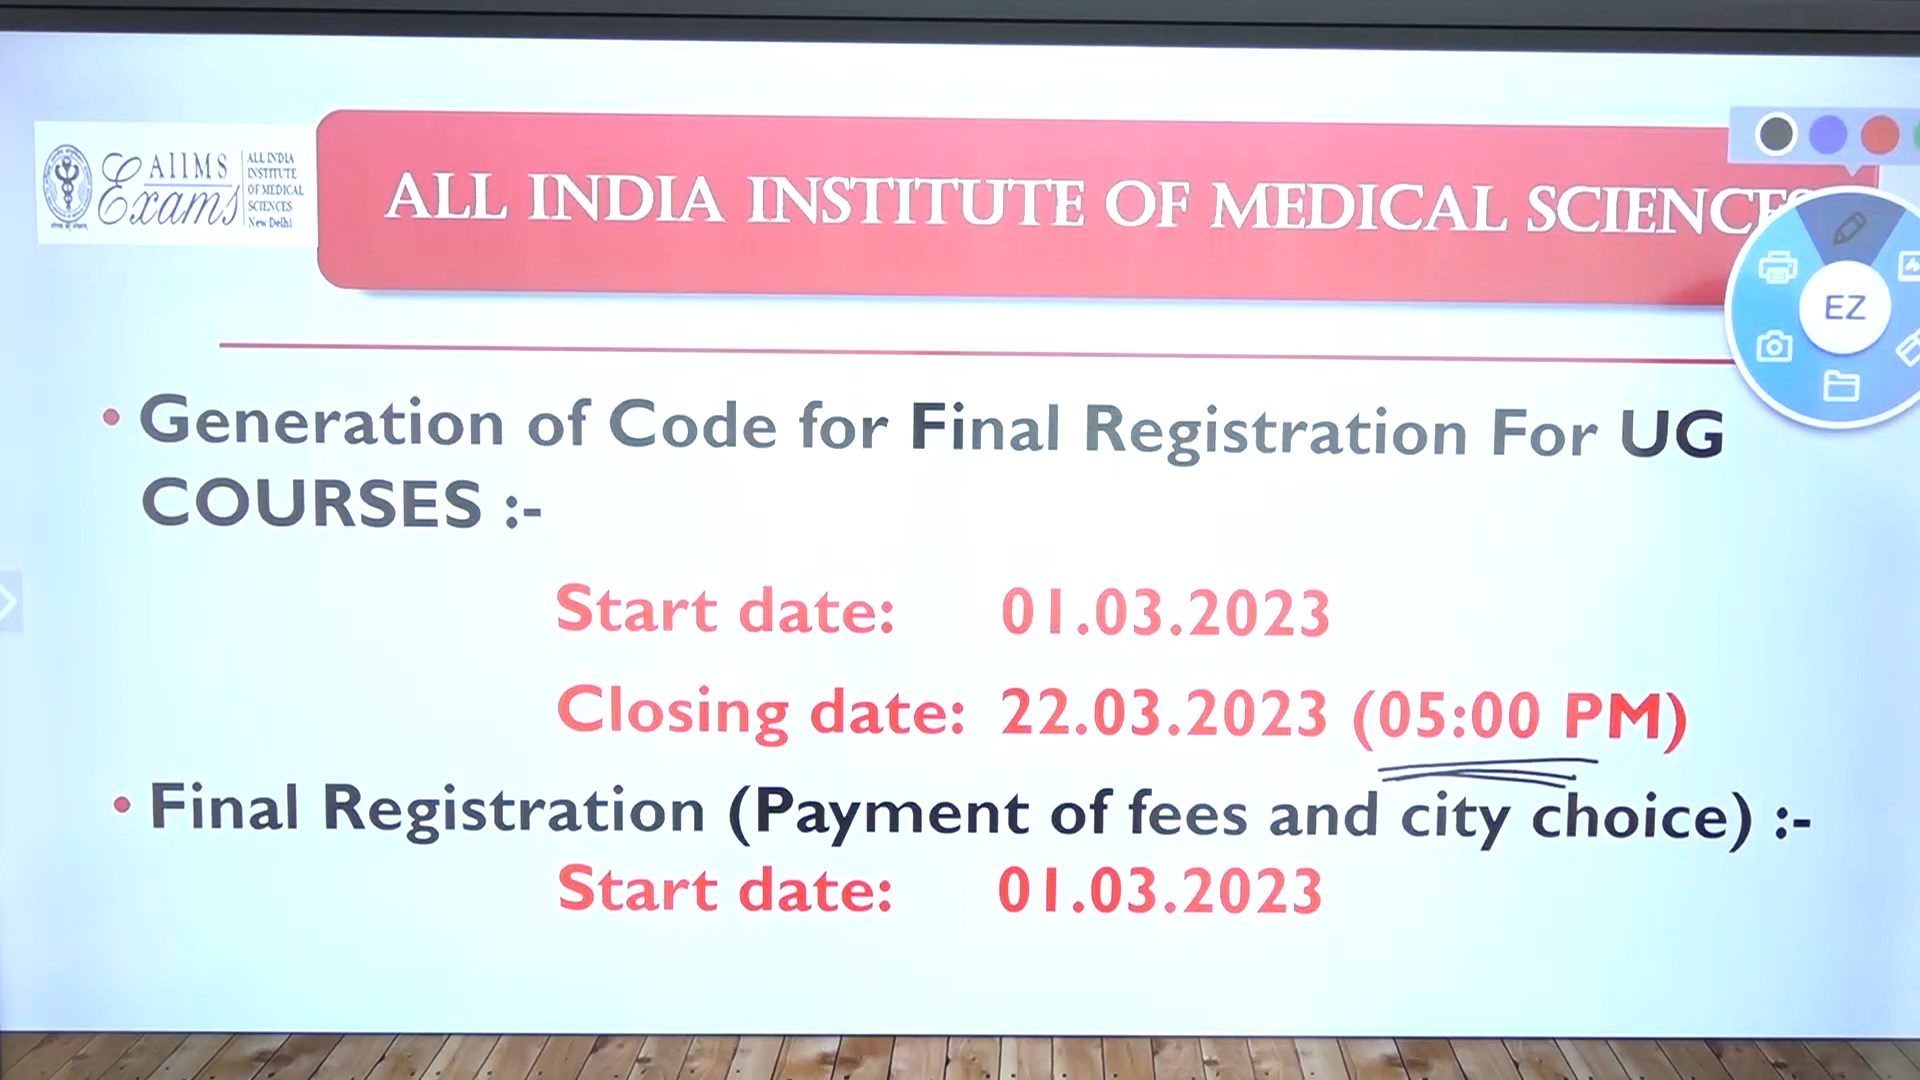 AIIMS
Exams
ALL INDIA
INSTITUTE
OF MEDICAL
SCIENCES
New Delhi
ALL INDIA INSTITUTE OF MEDICAL SCIENCES
EZ
• Generation of Code for Final Registration For UG
COURSES :-
Start date: 01.03.2023
Closing date: 22.03.2023 (05:00 PM)
• Final Registration (Payment of fees and city choice) :-
Start date: 01.03.2023